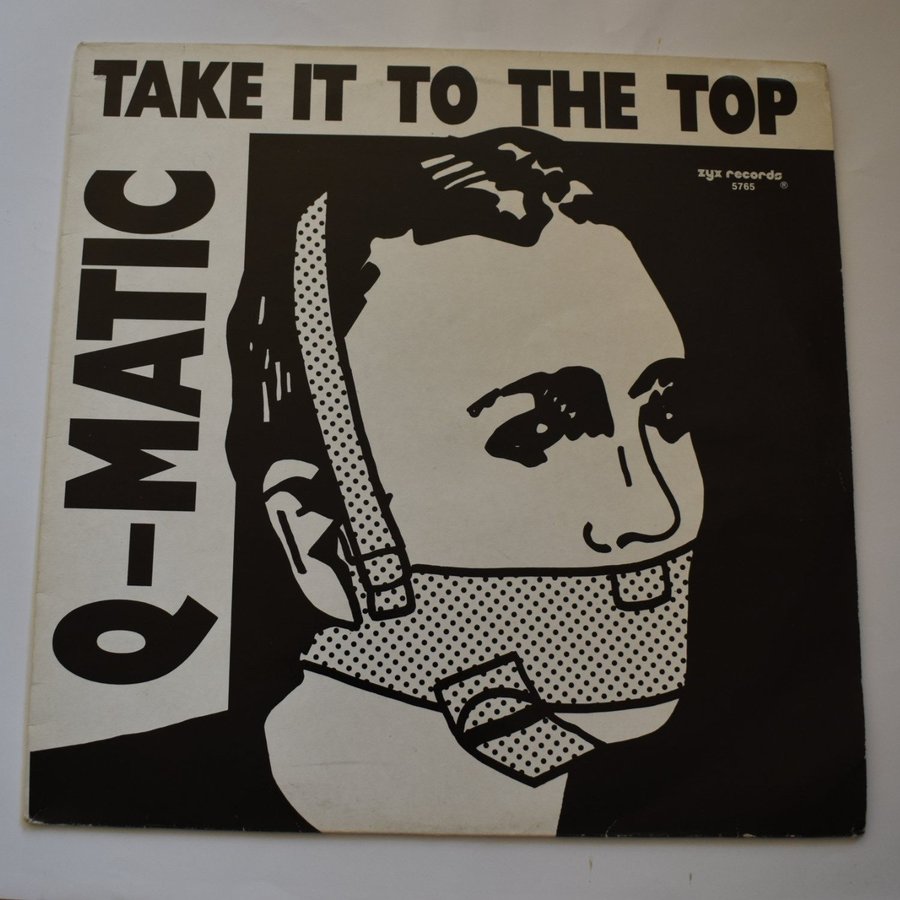 TAKE IT TO THE TOP
Q-MATIC
zyx records
5765 ®